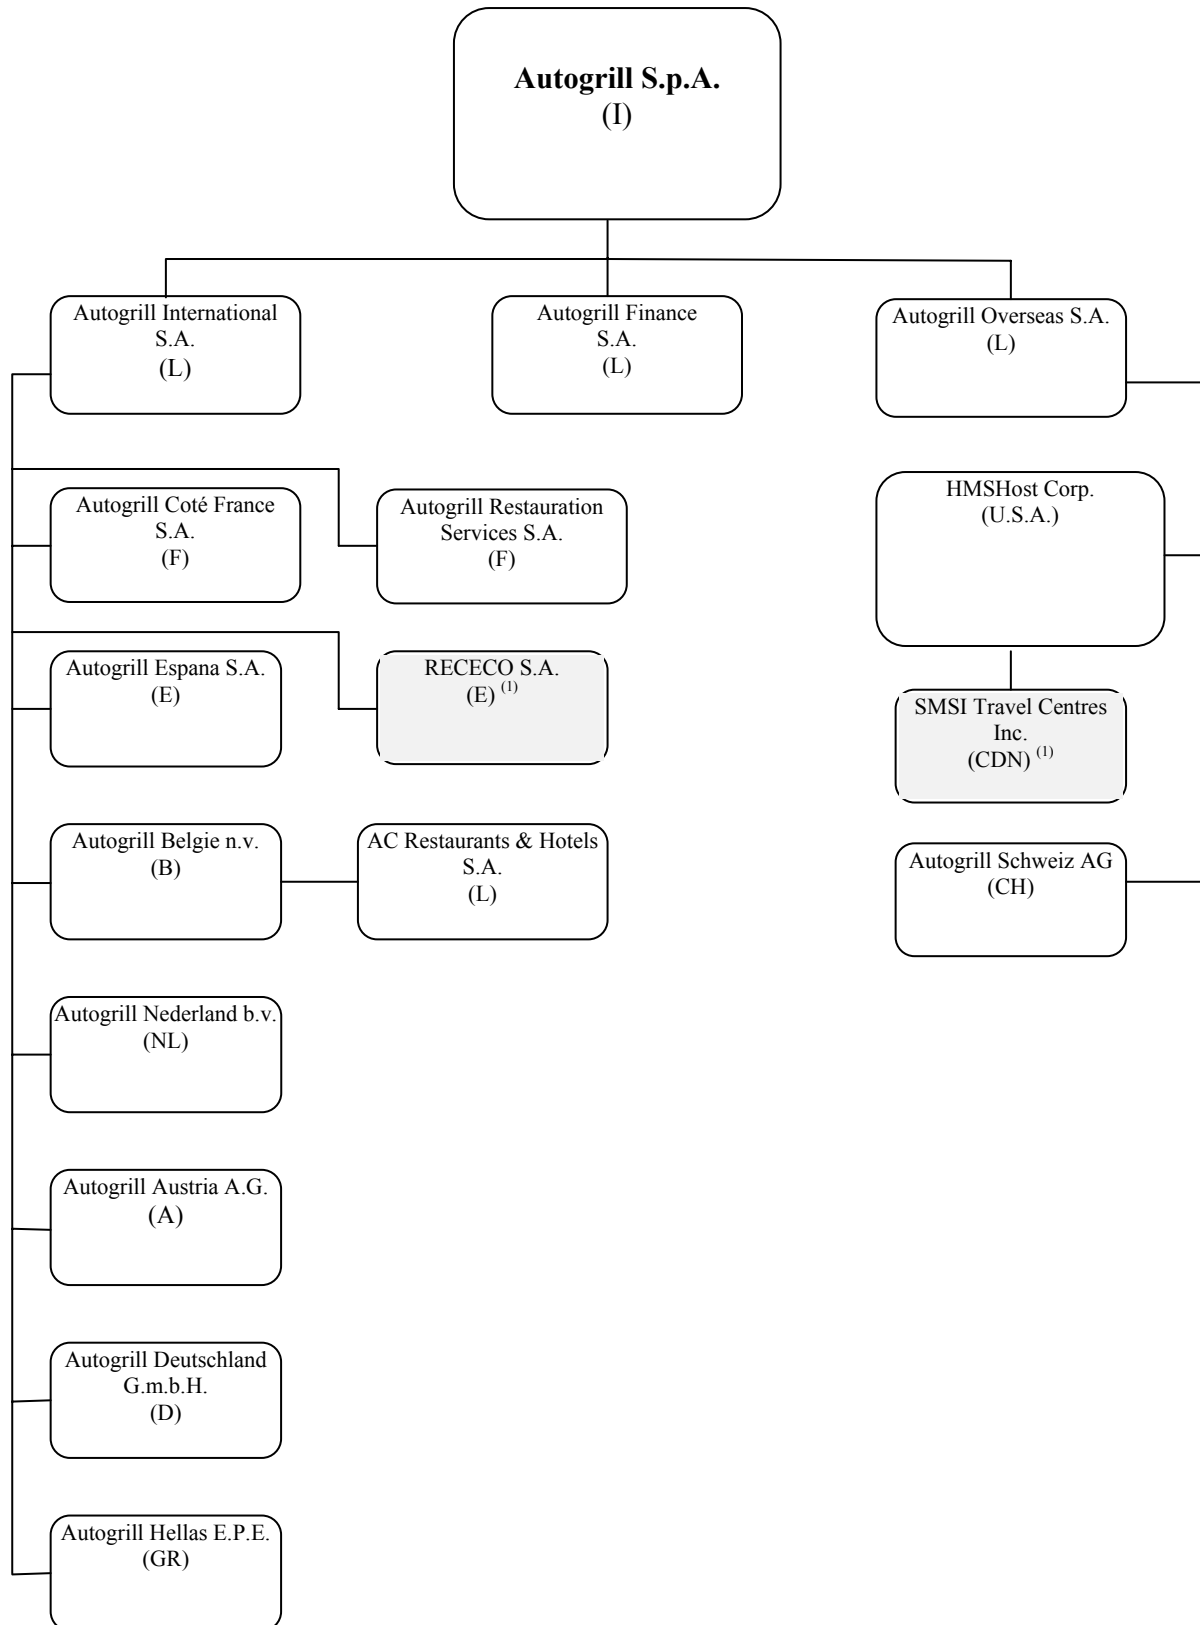 Autogrill S.p.A.
(I)
Autogrill International
S.A.
(L)
Autogrill Finance
S.A.
(L)
Autogrill Overseas S.A.
(L)
Autogrill Coté France
S.A.
(F)
Autogrill Restauration
Services S.A.
(F)
HMSHost Corp.
(U.S.A.)
Autogrill Espana S.A.
(E)
RECECO S.A.
(E) (1)
SMSI Travel Centres
Inc.
(CDN) (1)
Autogrill Belgie n.v.
(B)
AC Restaurants & Hotels
S.A.
(L)
Autogrill Schweiz AG
(CH)
Autogrill Nederland b.v.
(NL)
Autogrill Austria A.G.
(A)
Autogrill Deutschland
G.m.b.H.
(D)
Autogrill Hellas E.P.E.
(GR)